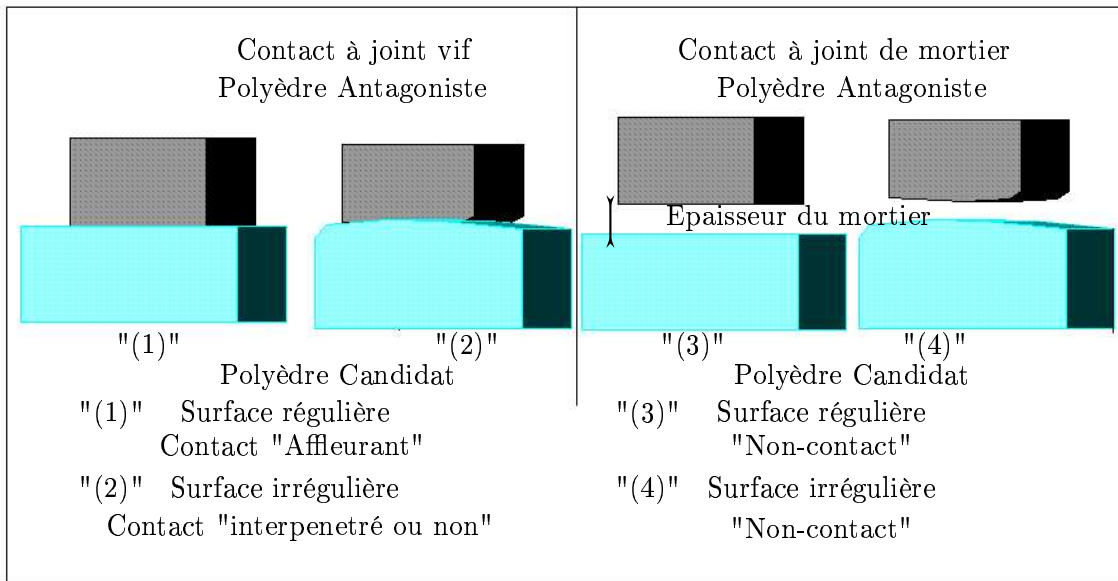 Contact à joint vif
Polyèdre Antagoniste
"(1)" "(2)"
Polyèdre Candidat
"(1)" Surface régulière
Contact "Affleurant"
"(2)" Surface irrégulière
Contact "interpenetré ou non"
Contact à joint de mortier
Polyèdre Antagoniste
Epaisseur du mortier
"(3)" "(4)"
Polyèdre Candidat
"(3)" Surface régulière
"Non-contact"
"(4)" Surface irrégulière
"Non-contact"